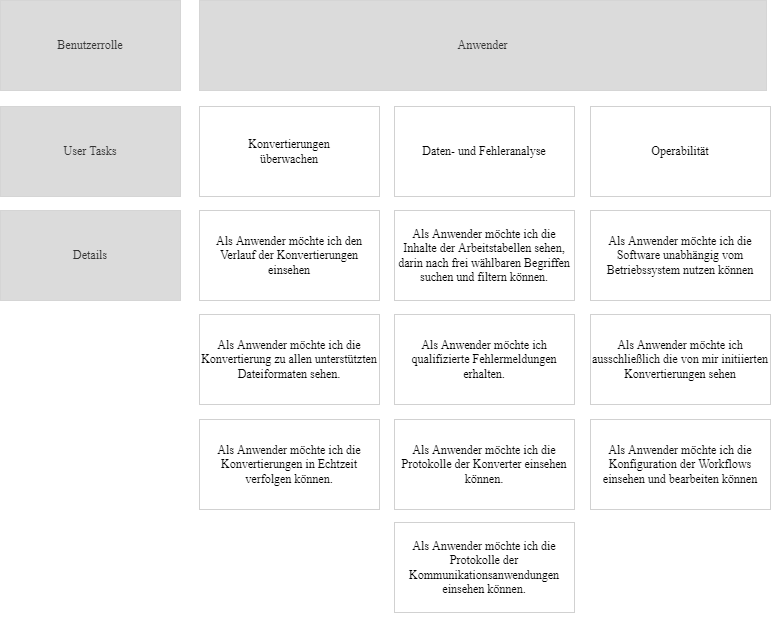 Benutzerrolle
Anwender
User Tasks
Konvertierungen
überwachen
Daten- und Fehleranalyse
Operabilität
Details
Als Anwender möchte ich den
Verlauf der Konvertierungen
einsehen
Als Anwender möchte ich die
Inhalte der Arbeitstabellen sehen,
darin nach frei wählbaren Begriffen
suchen und filtern können.
Als Anwender möchte ich die
Software unabhängig vom
Betriebssystem nutzen können
Als Anwender möchte ich die
Konvertierung zu allen unterstützten
Dateiformaten sehen.
Als Anwender möchte ich
qualifizierte Fehlermeldungen
erhalten.
Als Anwender möchte ich
ausschließlich die von mir initiierten
Konvertierungen sehen
Als Anwender möchte ich die
Konvertierungen in Echtzeit
verfolgen können.
Als Anwender möchte ich die
Protokolle der Konverter einsehen
können.
Als Anwender möchte ich die
Konfiguration der Workflows
einsehen und bearbeiten können
Als Anwender möchte ich die
Protokolle der
Kommunikationsanwendungen
einsehen können.